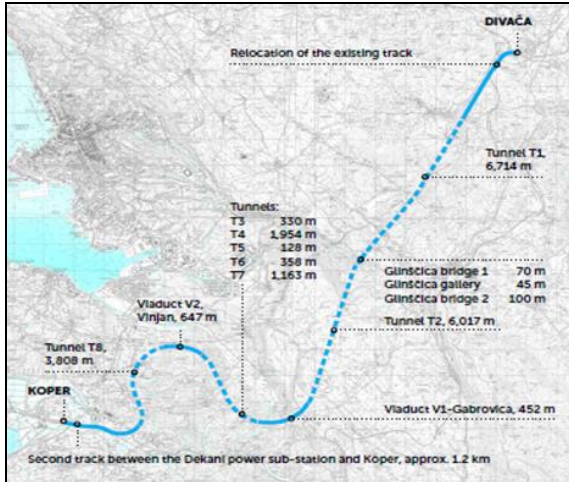 DIVAČA
Relocation of the existing track
Tunnel T1,
6,714 m
Tunnels:
T3 330 m
T4 1,954 m
T5 128 m
T6 358 m
T7 1,163 m
Glinščica bridge 1 70 m
Glinščica gallery 45 m
Glinščica bridge 2 100 m
Viaduct V2,
Vinjan, 647 m
Tunnel T2, 6,017 m
Tunnel T8,
3,808 m
KOPER
Viaduct V1-Gabrovica, 452 m
Second track between the Dekani power sub-station and Koper, approx. 1.2 km